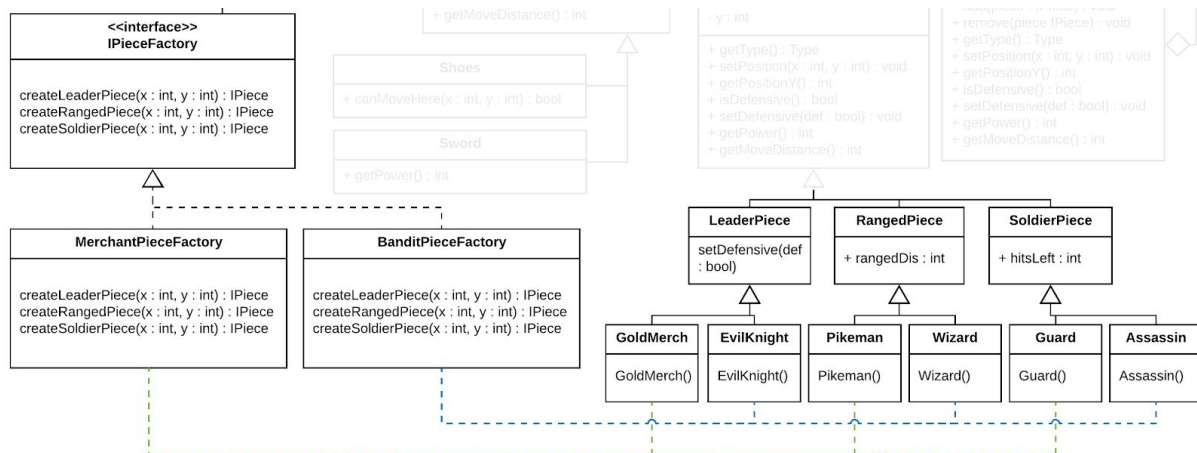 <<interface>>
IPieceFactory
createLeaderPiece(x : int, y : int) : IPiece
createRangedPiece(x : int, y : int) : IPiece
createSoldierPiece(x : int, y : int) : IPiece
+ getMoveDistance() : int
Shoes
+ canMoveHere(x : int, y : int) : bool
Sword
+ getPower() : int
- y : int
+ getType() : Type
+ setPosition(x : int, y : int) : void
+ getPositionY() : int
+ isDefensive() : bool
+ setDefensive(def : bool) : void
+ getPower() : int
+ getMoveDistance() : int
+ remove(piece IPiece) : void
+ getType() : Type
+ setPosition(x : int, y : int) : void
+ getPositionY() : int
+ isDefensive() : bool
+ setDefensive(def : bool) : void
+ getPower() : int
+ getMoveDistance() : int
MerchantPieceFactory
createLeaderPiece(x : int, y : int) : IPiece
createRangedPiece(x : int, y : int) : IPiece
createSoldierPiece(x : int, y : int) : IPiece
BanditPieceFactory
createLeaderPiece(x : int, y : int) : IPiece
createRangedPiece(x : int, y : int) : IPiece
createSoldierPiece(x : int, y : int) : IPiece
LeaderPiece
setDefensive(def
: bool)
RangedPiece
+ rangedDis : int
SoldierPiece
+ hitsLeft : int
GoldMerch
GoldMerch()
EvilKnight
EvilKnight()
Pikeman
Pikeman()
Wizard
Wizard()
Guard
Guard()
Assassin
Assassin()